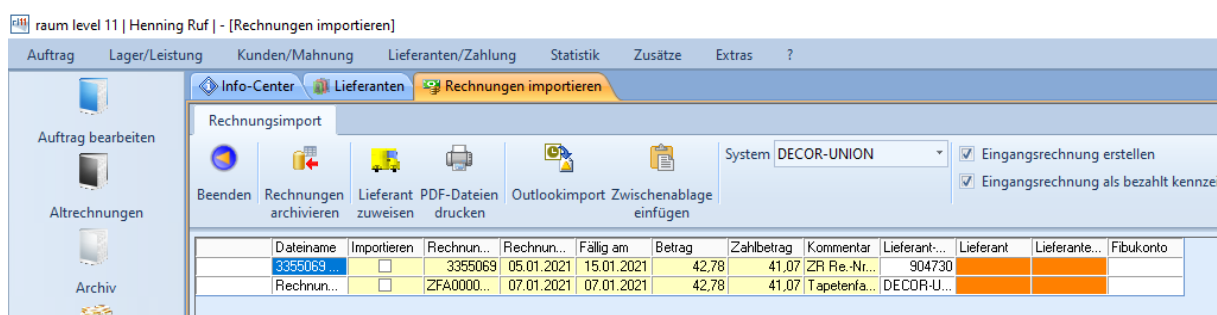 raum level 11 | Henning Ruf | - [Rechnungen importieren]
Auftrag Lager/Leistung Kunden/Mahnung Lieferanten/Zahlung Statistik Zusätze Extras ?
Info-Center Lieferanten Rechnungen importieren
Rechnungsimport
Auftrag bearbeiten
Altrechnungen
Archiv
Beenden
Rechnungen archivieren
Lieferant zuweisen
PDF-Dateien drucken
Outlookimport
Zwischenablage einfügen
System DECOR-UNION
Eingangsrechnung erstellen
Eingangsrechnung als bezahlt kennzei
Dateiname Importieren Rechnun... Rechnun... Fällig am Betrag Zahlbetrag Kommentar Lieferant-... Lieferant Lieferante... Fibukonto
3355069 ... 3355069 05.01.2021 15.01.2021 42,78 41,07 ZR Re.-Nr... 904730
Rechnun... ZFA0000... 07.01.2021 07.01.2021 42,78 41,07 Tapetenfa... DECOR-U...